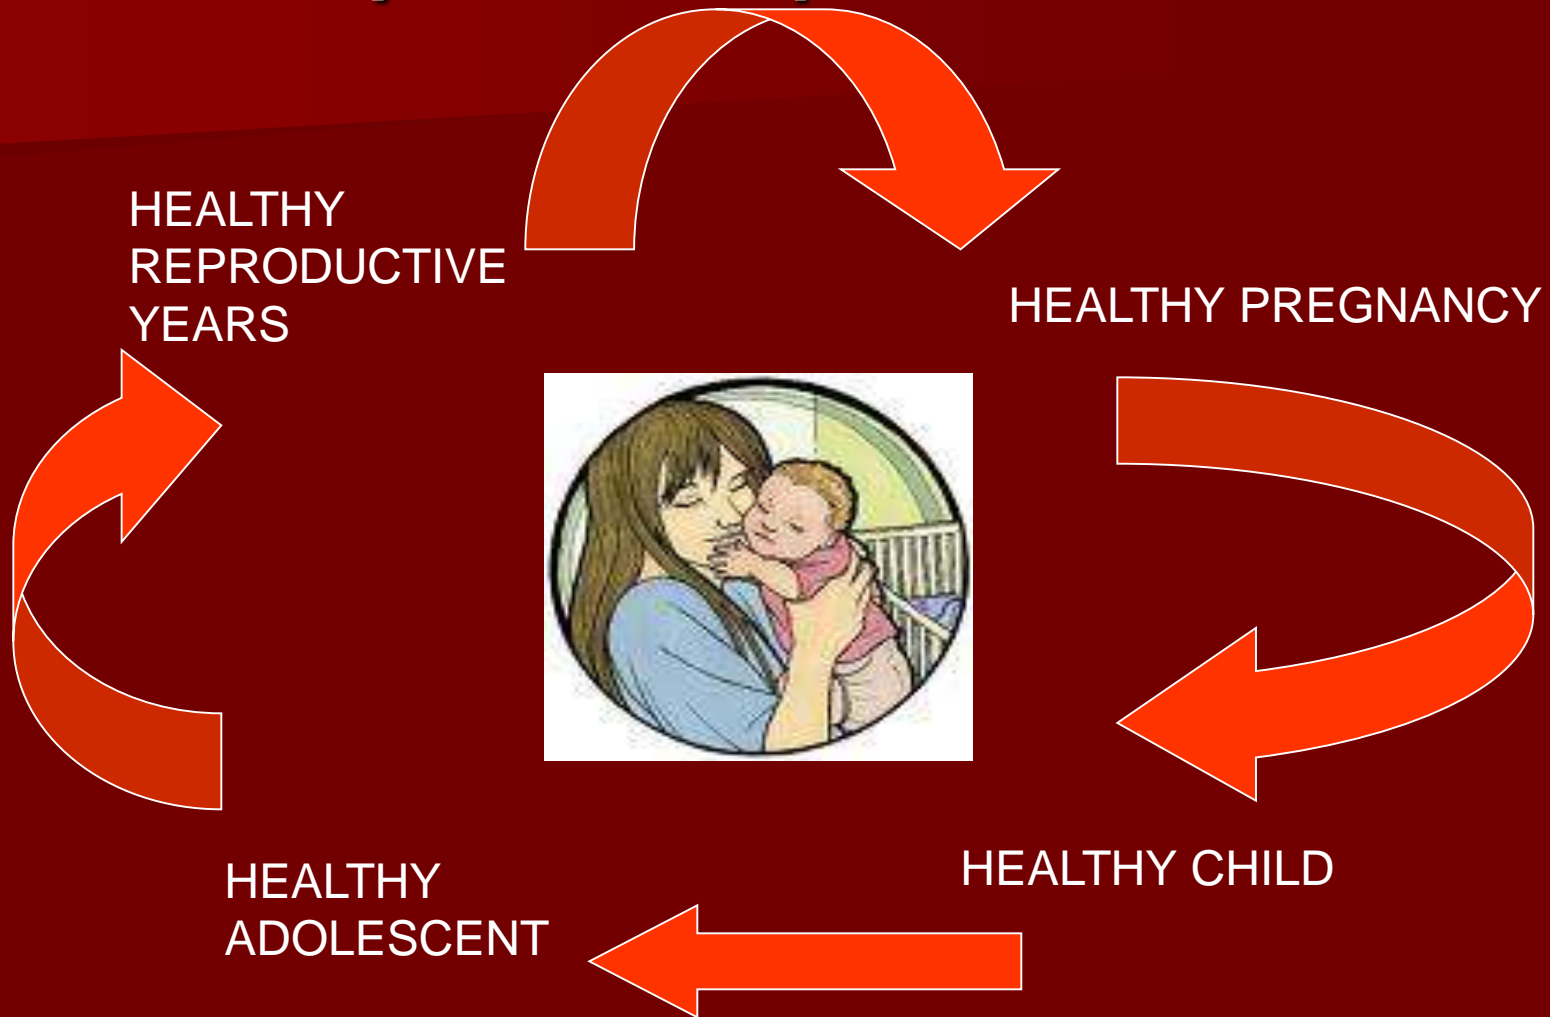 HEALTHY
REPRODUCTIVE
YEARS
HEALTHY PREGNANCY
HEALTHY CHILD
HEALTHY
ADOLESCENT